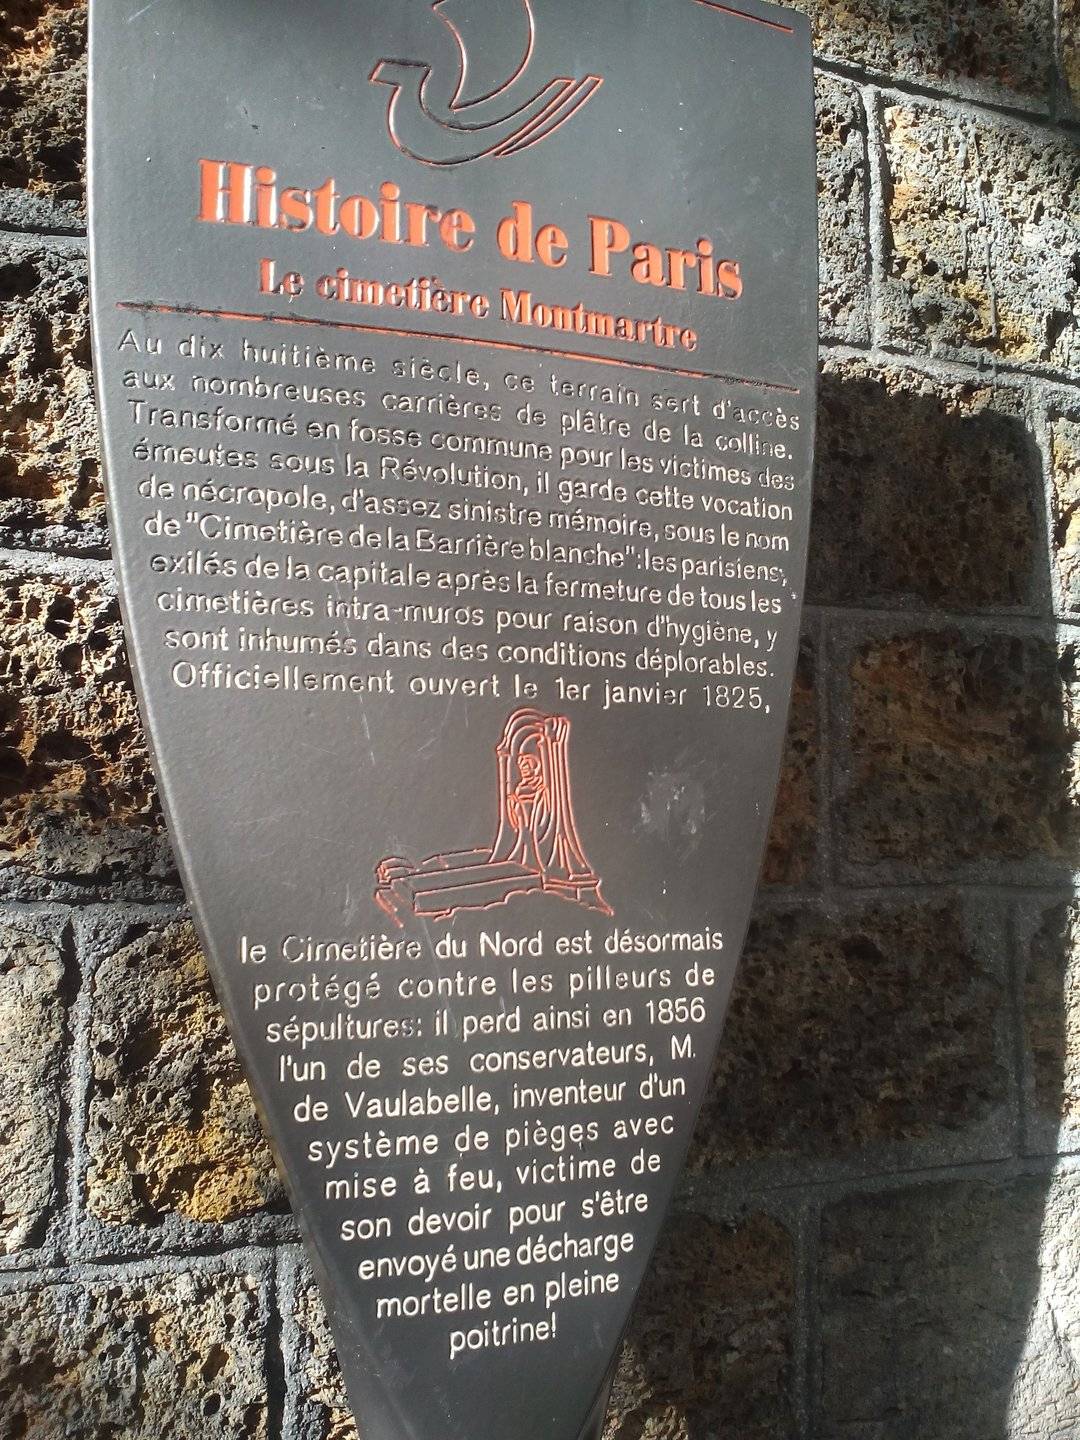 Histoire de Paris
Le cimetière Montmartre
Au dix huitième siècle, ce terrain sert d'accès
aux nombreuses carrières de plâtre de la colline.
Transformé en fosse commune pour les victimes des
émeutes sous la Révolution, il garde cette vocation
de nécropole, d'assez sinistre mémoire, sous le nom
de "Cimetière de la Barrière blanche": les parisiens,
exilés de la capitale après la fermeture de tous les
cimetières intra-muros pour raison d'hygiène, y
sont inhumés dans des conditions déplorables.
Officiellement ouvert le 1er janvier 1825,
le Cimetière du Nord est désormais
protégé contre les pilleurs de
sépultures: il perd ainsi en 1856
l'un de ses conservateurs, M.
de Vaulabelle, inventeur d'un
système de pièges avec
mise à feu, victime de
son devoir pour s'être
envoyé une décharge
mortelle en pleine
poitrine!